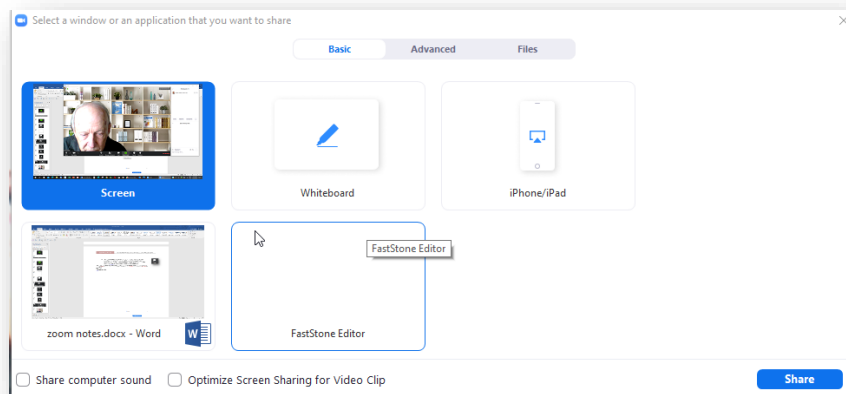 Select a window or an application that you want to share
Basic Advanced Files
Screen Whiteboard iPhone/iPad
FastStone Editor
zoom notes.docx - Word FastStone Editor
Share computer sound Optimize Screen Sharing for Video Clip Share